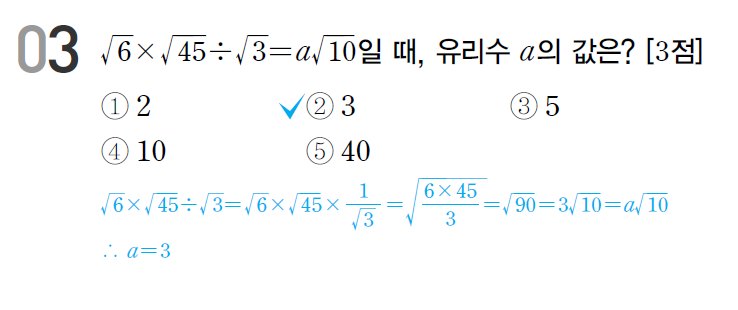 03 √6×√45÷√3=a√10일 때, 유리수 a의 값은? [3점]
① 2 ✓② 3 ③ 5
④ 10 ⑤ 40
√6×√45÷√3=√6×√45×1/√3=√(6×45/3)=√90=3√10=a√10
∴ a=3